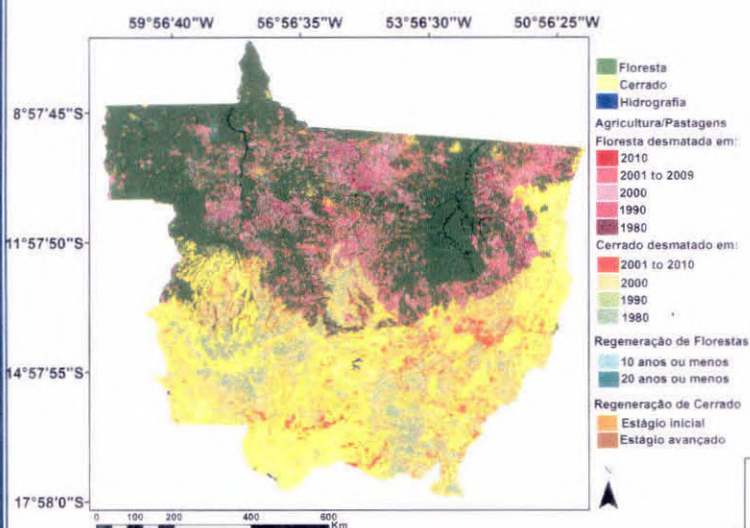 59°56'40"W 56°56'35"W 53°56'30"W 50°56'25"W
8°57'45"S
11°57'50"S
14°57'55"S
17°58'0"S
Floresta
Cerrado
Hidrografia
Agricultura/Pastagens
Floresta desmatada em:
2010
2001 to 2009
2000
1990
1980
Cerrado desmatado em:
2001 to 2010
2000
1990
1980
Regeneração de Florestas
10 anos ou menos
20 anos ou menos
Regeneração de Cerrado
Estágio inicial
Estágio avançado
N
0 100 200 400 600
Km